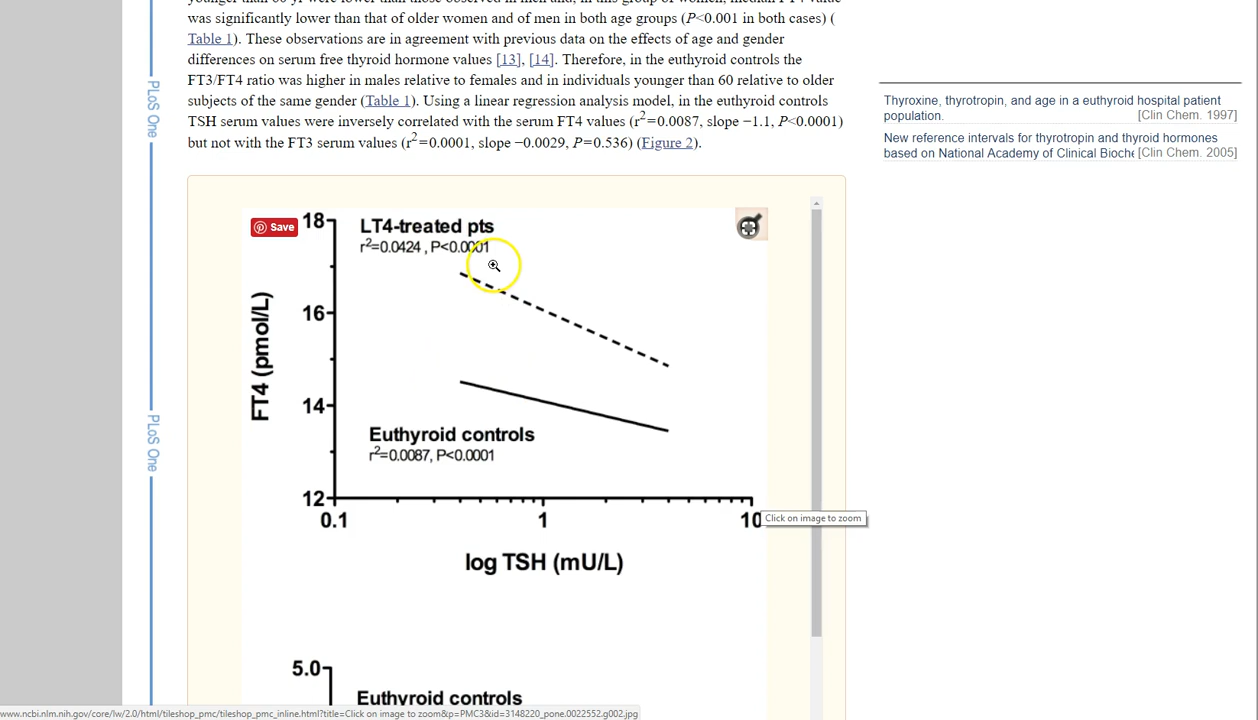 was significantly lower than that of older women and of men in both age groups (P<0.001 in both cases) (
Table 1). These observations are in agreement with previous data on the effects of age and gender
differences on serum free thyroid hormone values [13], [14]. Therefore, in the euthyroid controls the
FT3/FT4 ratio was higher in males relative to females and in individuals younger than 60 relative to older
subjects of the same gender (Table 1). Using a linear regression analysis model, in the euthyroid controls
TSH serum values were inversely correlated with the serum FT4 values (r2=0.0087, slope −1.1, P<0.0001)
but not with the FT3 serum values (r2=0.0001, slope −0.0029, P=0.536) (Figure 2).
Thyroxine, thyrotropin, and age in a euthyroid hospital patient
population. [Clin Chem. 1997]
New reference intervals for thyrotropin and thyroid hormones
based on National Academy of Clinical Bioche [Clin Chem. 2005]
PLoS One
PLoS One
Save
18
LT4-treated pts
r2=0.0424 , P<0.0001
16
FT4 (pmol/L)
14
Euthyroid controls
r2=0.0087, P<0.0001
12
0.1
1
10
Click on image to zoom
log TSH (mU/L)
5.0
Euthyroid controls
www.ncbi.nlm.nih.gov/core/lw/2.0/html/tileshop_pmc/tileshop_pmc_inline.html?title=Click on image to zoom&p=PMC3&id=3148220_pone.0022552.g002.jpg